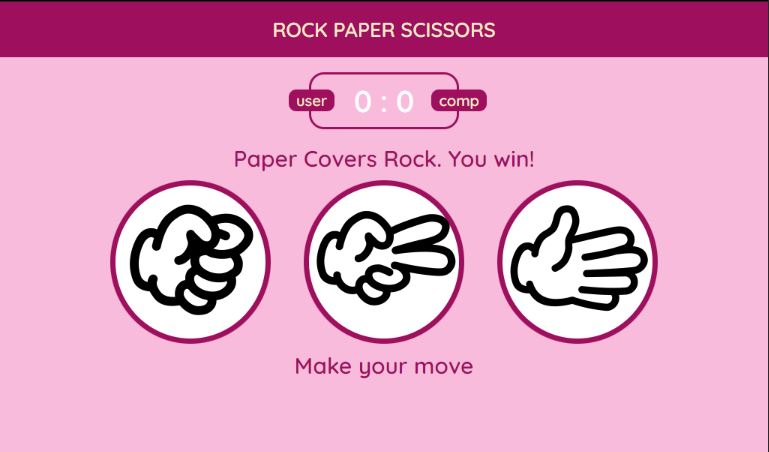 ROCK PAPER SCISSORS
user 0 : 0 comp
Paper Covers Rock. You win!
Make your move